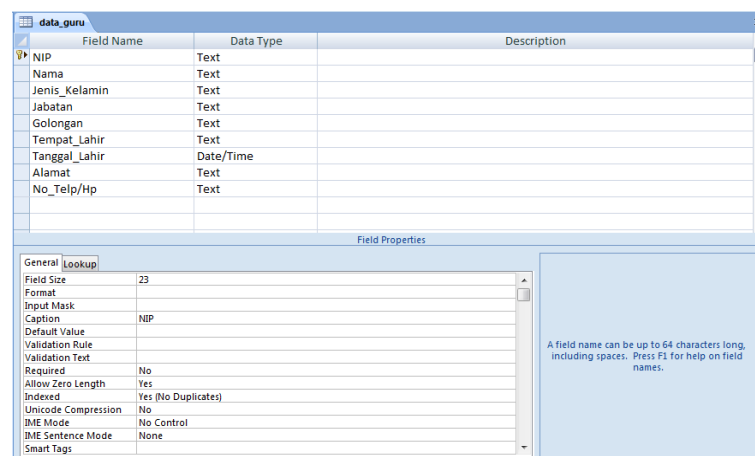 data_guru
Field Name Data Type Description
NIP Text
Nama Text
Jenis_Kelamin Text
Jabatan Text
Golongan Text
Tempat_Lahir Text
Tanggal_Lahir Date/Time
Alamat Text
No_Telp/Hp Text
Field Properties
General Lookup
Field Size 23
Format
Input Mask
Caption NIP
Default Value
Validation Rule
Validation Text
Required No
Allow Zero Length Yes
Indexed Yes (No Duplicates)
Unicode Compression No
IME Mode No Control
IME Sentence Mode None
Smart Tags
A field name can be up to 64 characters long,
including spaces. Press F1 for help on field
names.